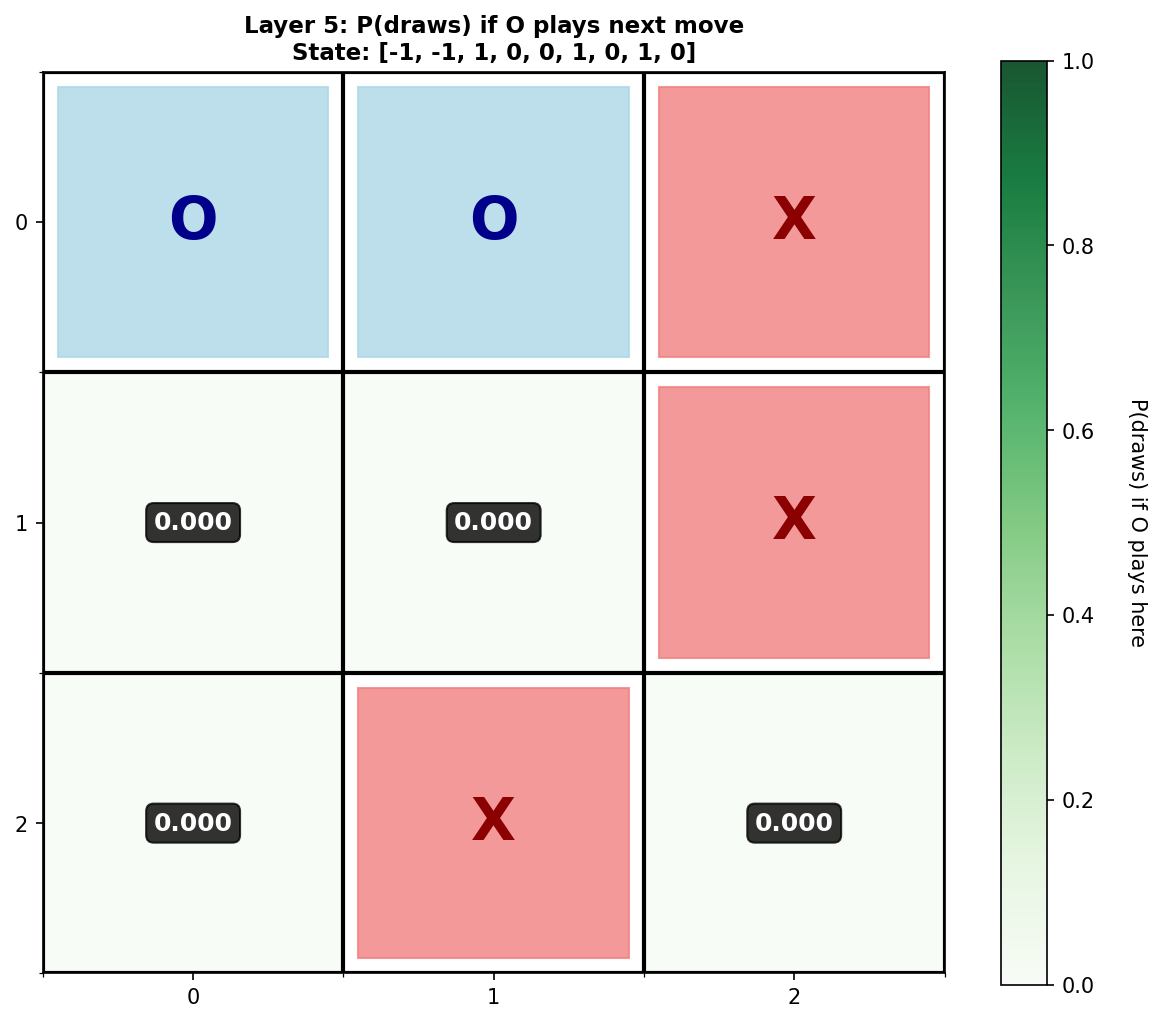 Layer 5: P(draws) if O plays next move
State: [-1, -1, 1, 0, 0, 1, 0, 1, 0]
O
O
X
0
0.000
0.000
X
1
0.000
X
0.000
2
0
1
2
1.0
0.8
0.6
0.4
0.2
0.0
P(draws) if O plays here